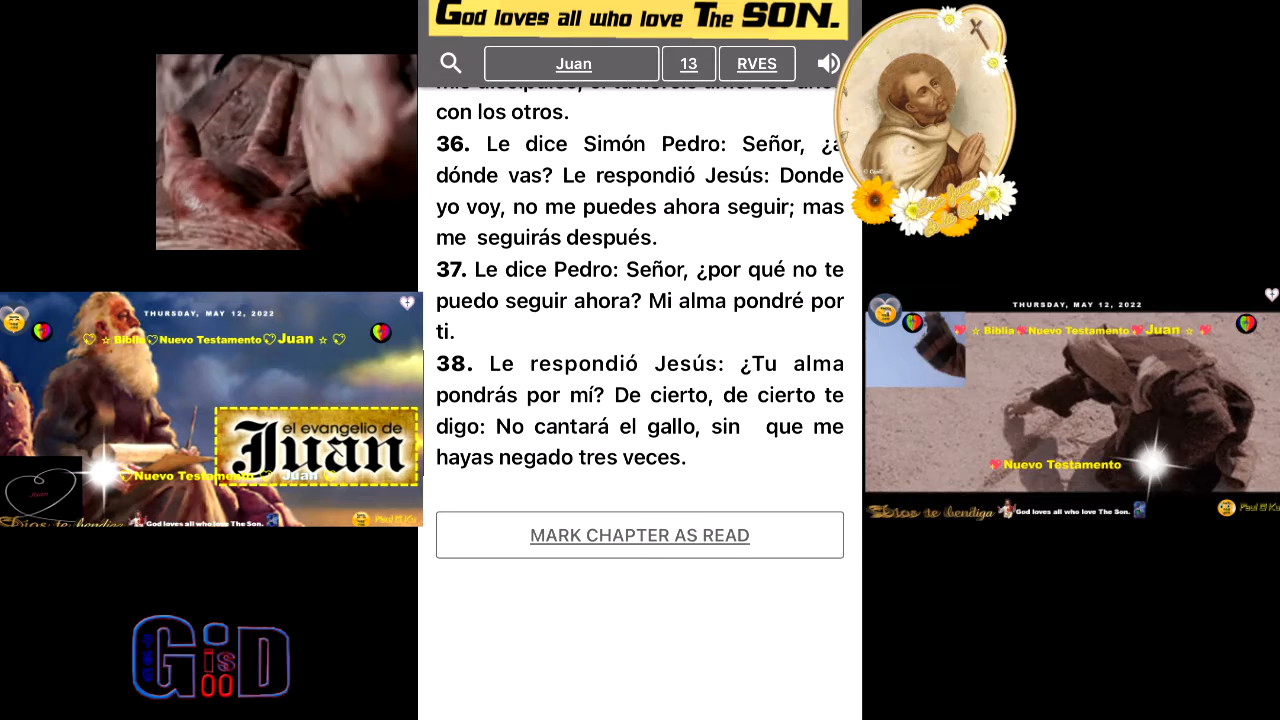 God loves all who love The SON.
Juan 13 RVES
con los otros.
36. Le dice Simón Pedro: Señor, ¿a
dónde vas? Le respondió Jesús: Donde
yo voy, no me puedes ahora seguir; mas
me seguirás después.
37. Le dice Pedro: Señor, ¿por qué no te
puedo seguir ahora? Mi alma pondré por
ti.
38. Le respondió Jesús: ¿Tu alma
pondrás por mí? De cierto, de cierto te
digo: No cantará el gallo, sin que me
hayas negado tres veces.
MARK CHAPTER AS READ
THURSDAY, MAY 12, 2022
☆ Biblia Nuevo Testamento Juan ☆
el evangelio de
Juan
Nuevo Testamento Juan
Juan
Dios te bendiga
God loves all who love The Son.
THURSDAY, MAY 12, 2022
☆ Biblia Nuevo Testamento Juan ☆
Nuevo Testamento
Dios te bendiga God loves all who love The Son.
G is D